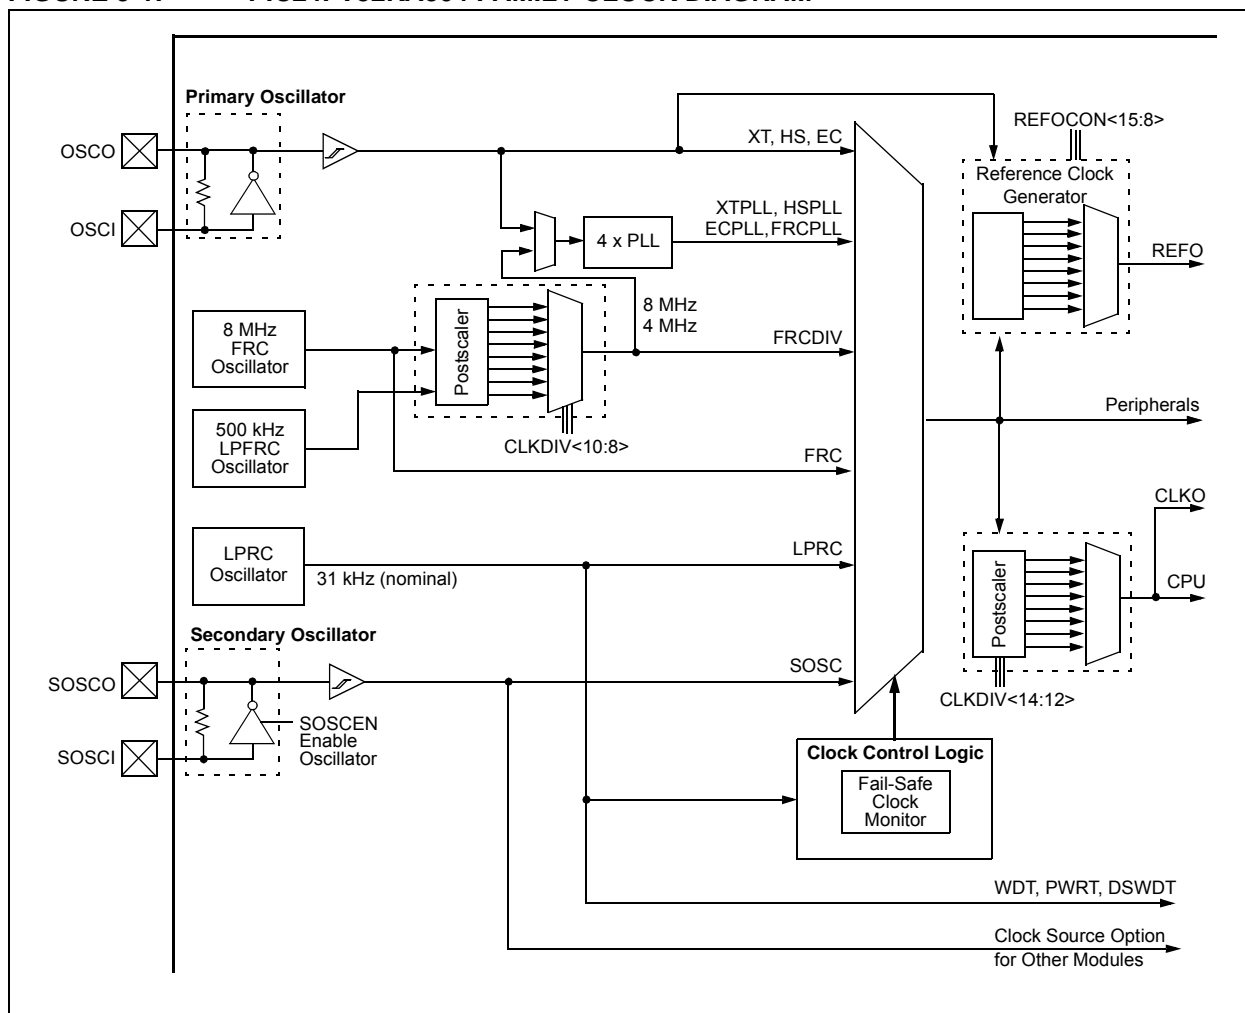 Primary Oscillator
OSCO
OSCI
XT, HS, EC
REFOCON<15:8>
Reference Clock
Generator
REFO
XTPLL, HSPLL
ECPLL,FRCPLL
4 x PLL
8 MHz
4 MHz
8 MHz
FRC
Oscillator
Postscaler
FRCDIV
500 kHz
LPFRC
Oscillator
CLKDIV<10:8>
FRC
Peripherals
LPRC
Oscillator
31 kHz (nominal)
LPRC
CLKO
CPU
Postscaler
CLKDIV<14:12>
Secondary Oscillator
SOSCO
SOSCI
SOSCEN
Enable
Oscillator
SOSC
Clock Control Logic
Fail-Safe
Clock
Monitor
WDT, PWRT, DSWDT
Clock Source Option
for Other Modules